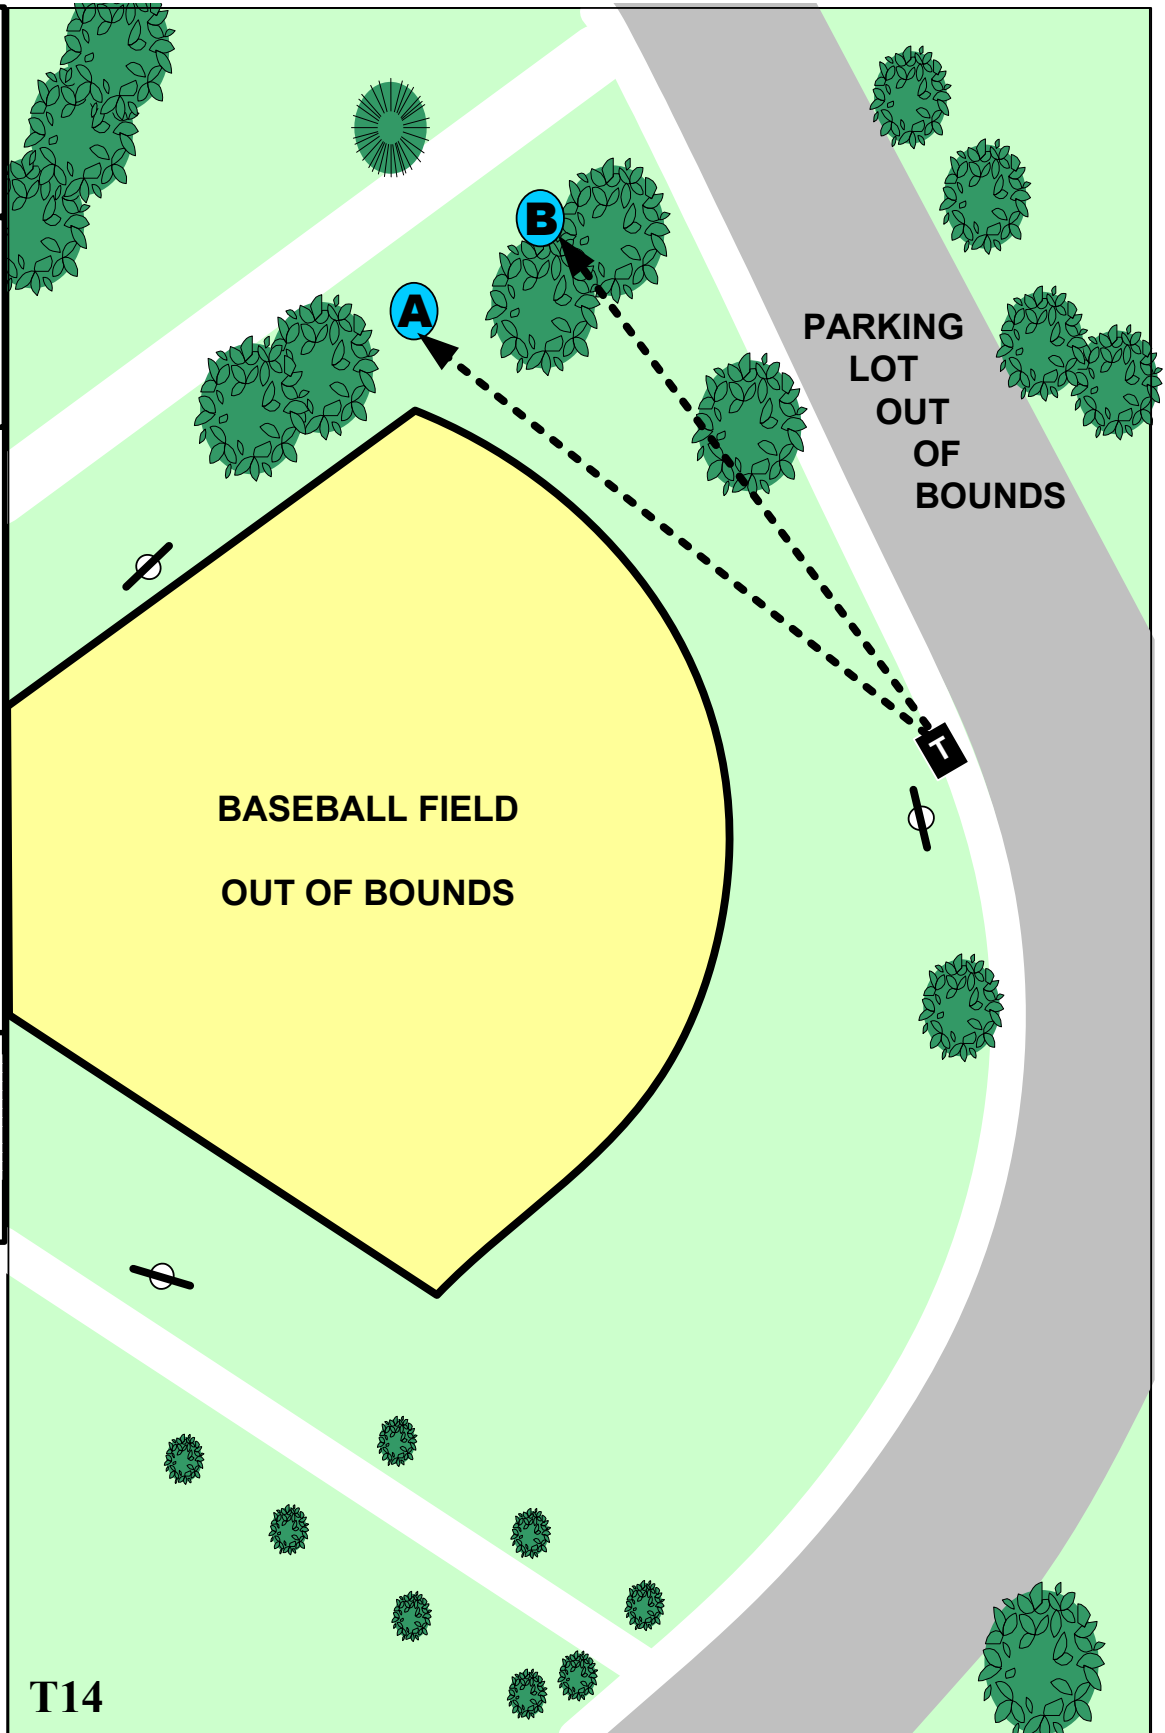 B
A
PARKING
LOT
OUT
OF
BOUNDS
T
BASEBALL FIELD
OUT OF BOUNDS
T14